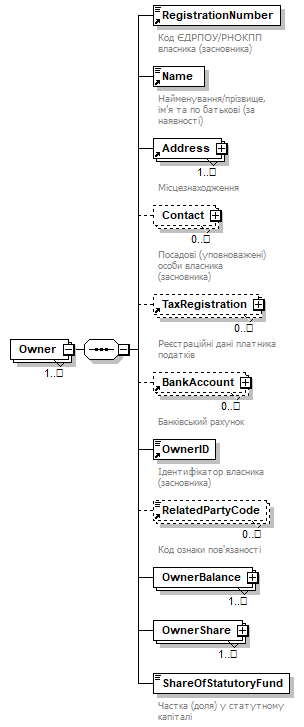 RegistrationNumber
Код ЄДРПОУ/РНОКПП
власника (засновника)
Name
Найменування/прізвище,
ім'я та по батькові (за
наявності)
Address
1..□
Місцезнаходження
Contact
0..□
Посадові (уповноважені)
особи власника
(засновника)
TaxRegistration
0..□
Реєстраційні дані платника
податків
Owner
1..□
BankAccount
0..□
Банківський рахунок
OwnerID
Ідентифікатор власника
(засновника)
RelatedPartyCode
0..□
Код ознаки пов'язаності
OwnerBalance
1..□
OwnerShare
1..□
ShareOfStatutoryFund
Частка (доля) у статутному
капіталі